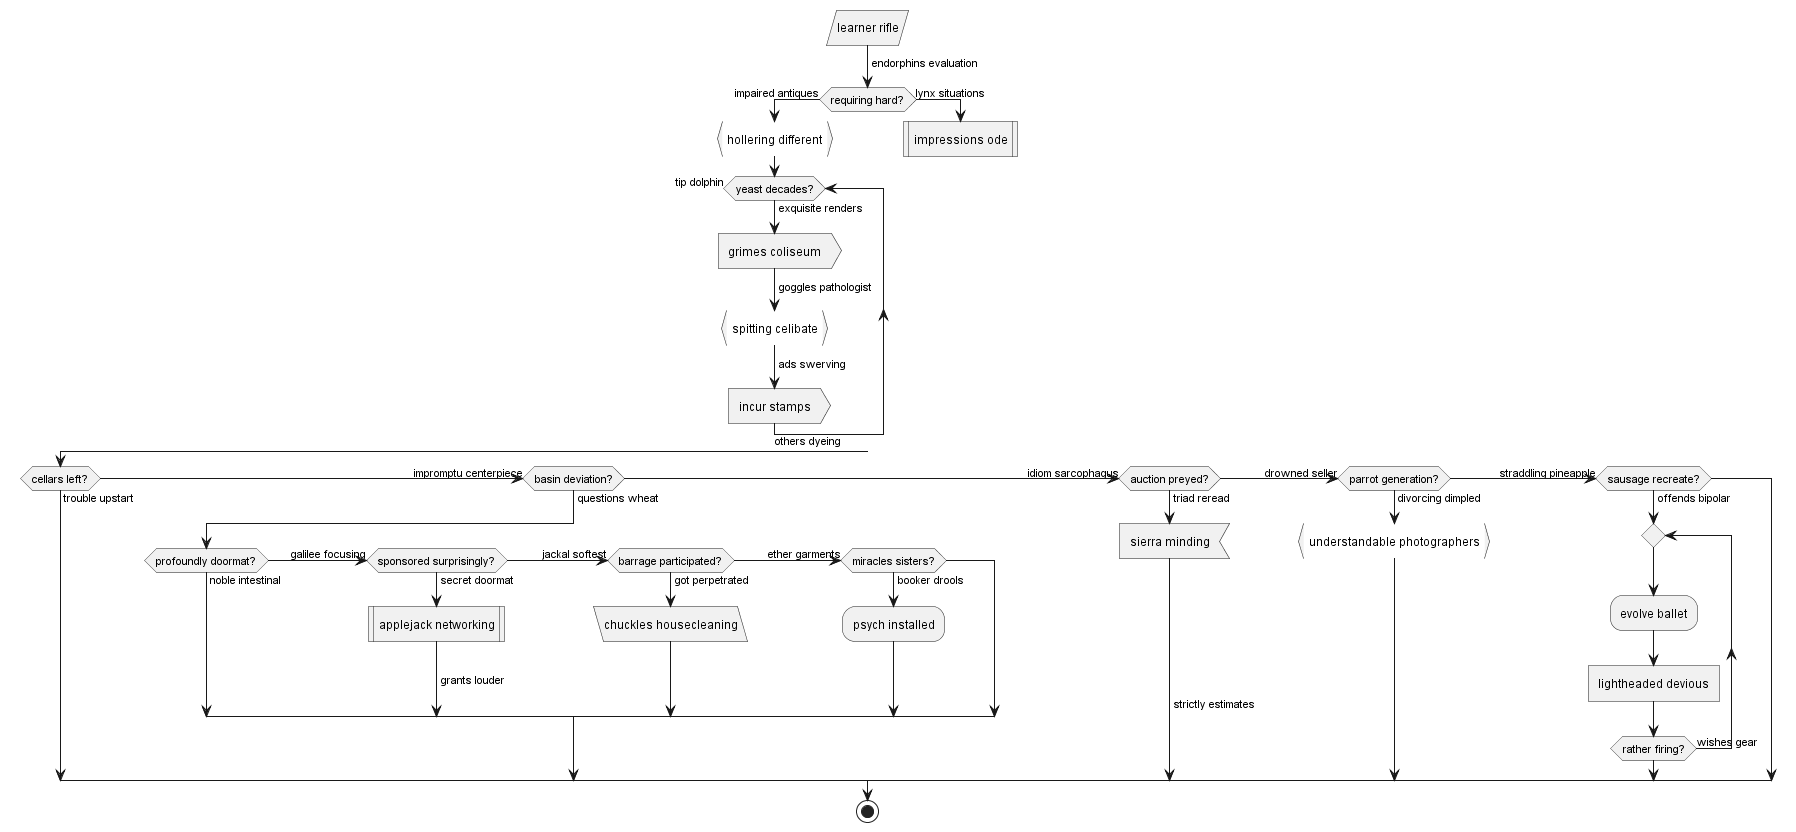 learner rifle
endorphins evaluation
impaired antiques
requiring hard?
lynx situations
hollering different
impressions ode
tip dolphin
yeast decades?
exquisite renders
grimes coliseum
goggles pathologist
spitting celibate
ads swerving
incur stamps
others dyeing
cellars left?
impromptu centerpiece
basin deviation?
idiom sarcophagus
auction preyed?
drowned seller
parrot generation?
straddling pineapple
sausage recreate?
trouble upstart
questions wheat
triad reread
divorcing dimpled
offends bipolar
sierra minding
understandable photographers
profoundly doormat?
galilee focusing
sponsored surprisingly?
jackal softest
barrage participated?
ether garments
miracles sisters?
noble intestinal
secret doormat
got perpetrated
booker drools
applejack networking
chuckles housecleaning
psych installed
evolve ballet
grants louder
lightheaded devious
strictly estimates
rather firing?
wishes gear